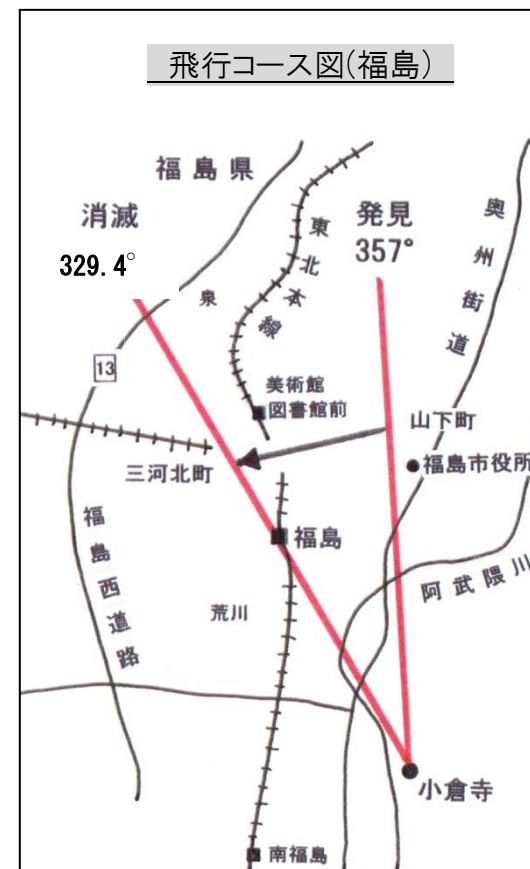 飛行コース図(福島)
福島県
消滅
329.4°
発見
357°
奥州街道
東北本線
泉
13
美術館
図書館前
山下町
福島市役所
三河北町
福島
福島西道路
阿武隈川
荒川
小倉寺
南福島